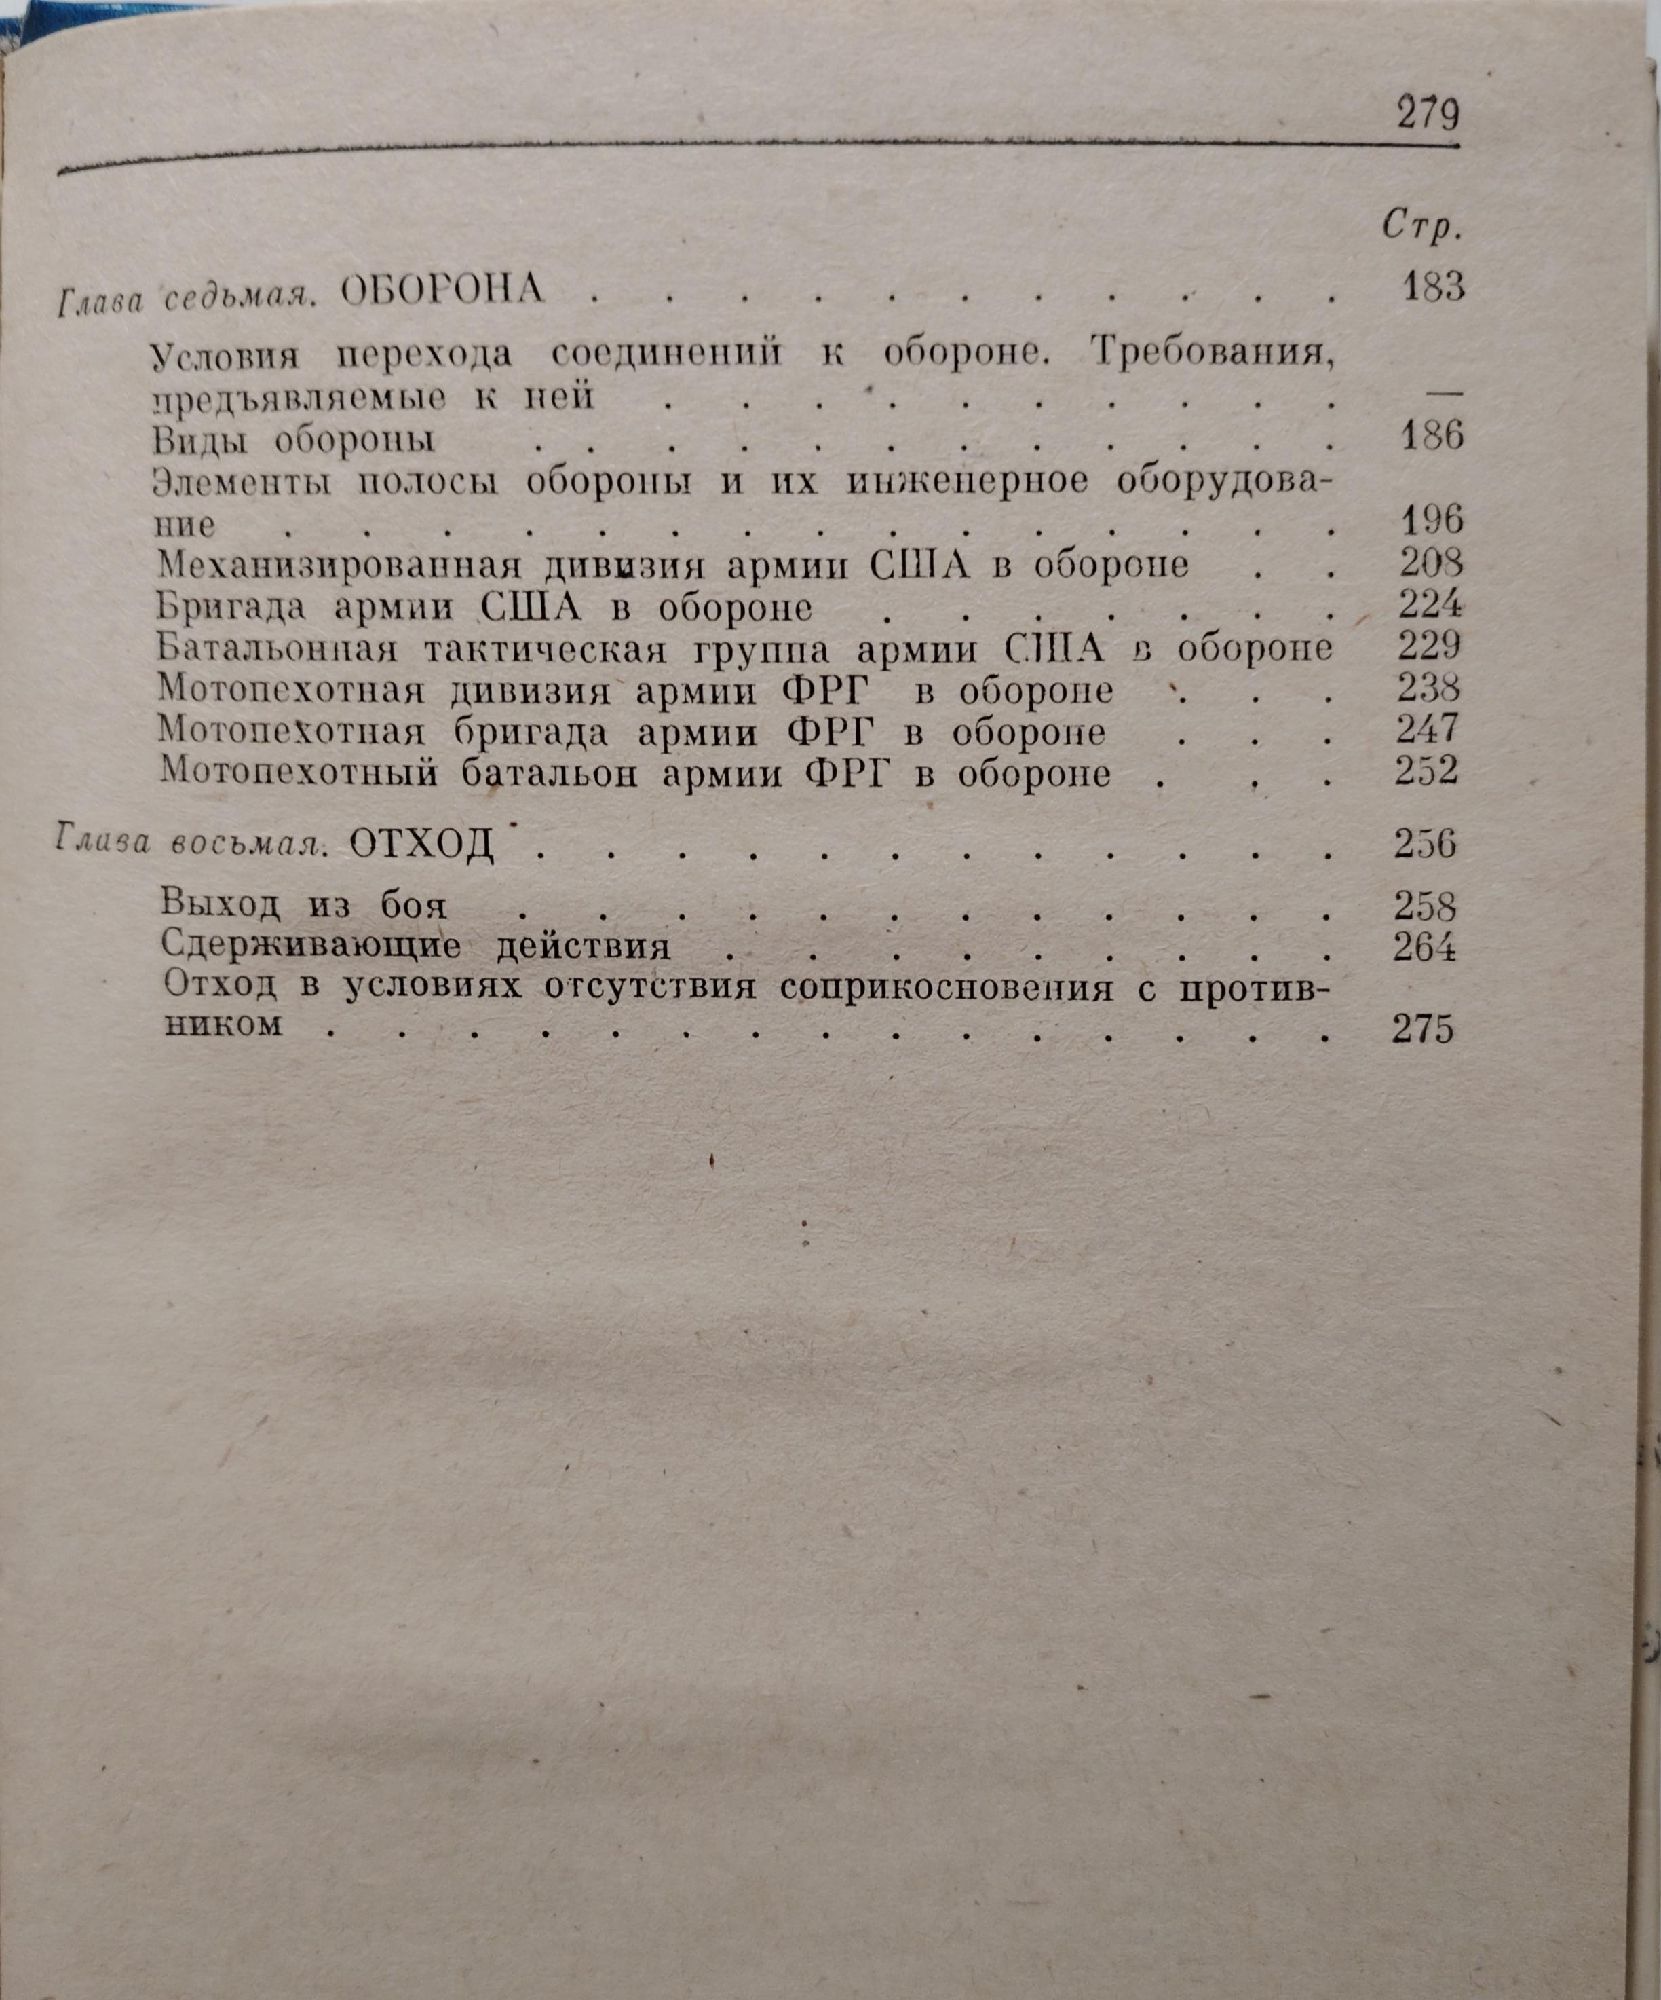 279
Стр.
Глава седьмая. ОБОРОНА . . . . . . . . . . . 183
Условия перехода соединений к обороне. Требования,
предъявляемые к ней . . . . . . . . . . —
Виды обороны . . . . . . . . . . . . 186
Элементы полосы обороны и их инженерное оборудова-
ние . . . . . . . . . . . . . . . 196
Механизированная дивизия армии США в обороне . . 208
Бригада армии США в обороне . . . . . . . 224
Батальонная тактическая группа армии США в обороне 229
Мотопехотная дивизия армии ФРГ в обороне . . . 238
Мотопехотная бригада армии ФРГ в обороне . . . 247
Мотопехотный батальон армии ФРГ в обороне . . . 252
Глава восьмая. ОТХОД . . . . . . . . . . . . 256
Выход из боя . . . . . . . . . . . . 258
Сдерживающие действия . . . . . . . . . 264
Отход в условиях отсутствия соприкосновения с против-
ником . . . . . . . . . . . . . . . 275